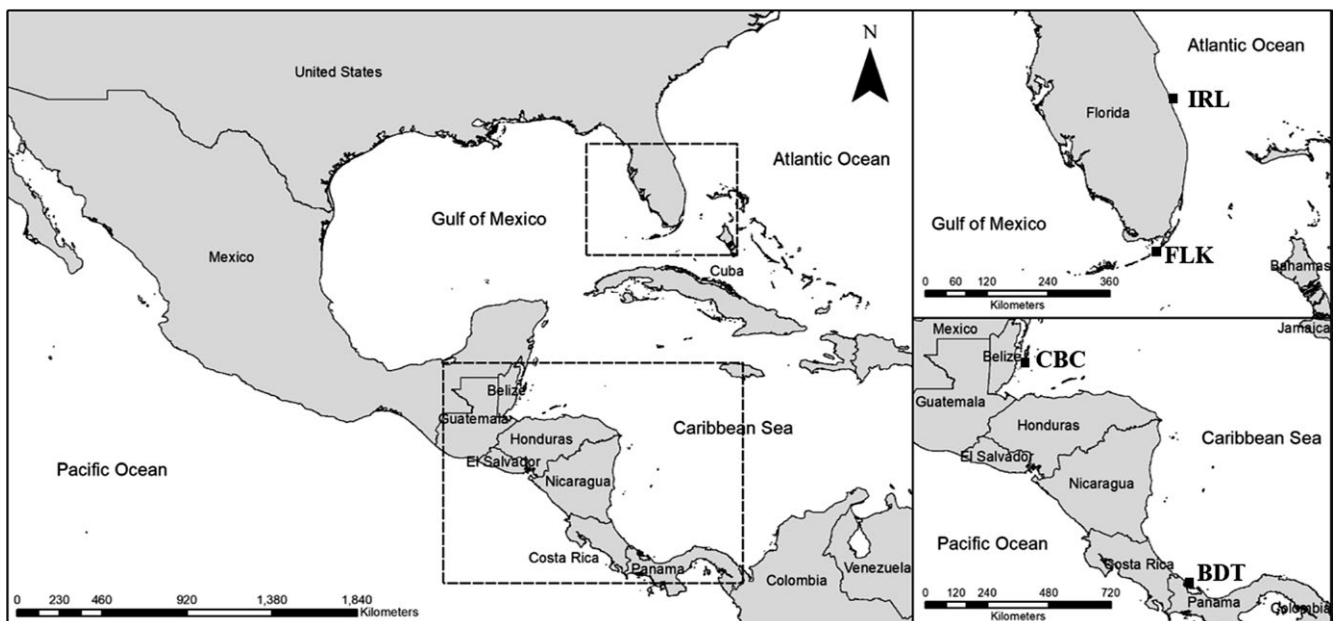 N
United States
Atlantic Ocean
Gulf of Mexico
Mexico
Cuba
Belize
Guatemala
Honduras
Caribbean Sea
El Salvador
Pacific Ocean
Nicaragua
Costa Rica
Panama
Venezuela
Colombia
0 230 460 920 1,380 1,840
Kilometers
Atlantic Ocean
IRL
Florida
Gulf of Mexico
FLK
Bahamas
0 60 120 240 360
Kilometers
Jamaica
Mexico
Belize
CBC
Guatemala
Honduras
Caribbean Sea
El Salvador
Nicaragua
Pacific Ocean
Costa Rica
BDT
Panama
Colombia
0 120 240 480 720
Kilometers